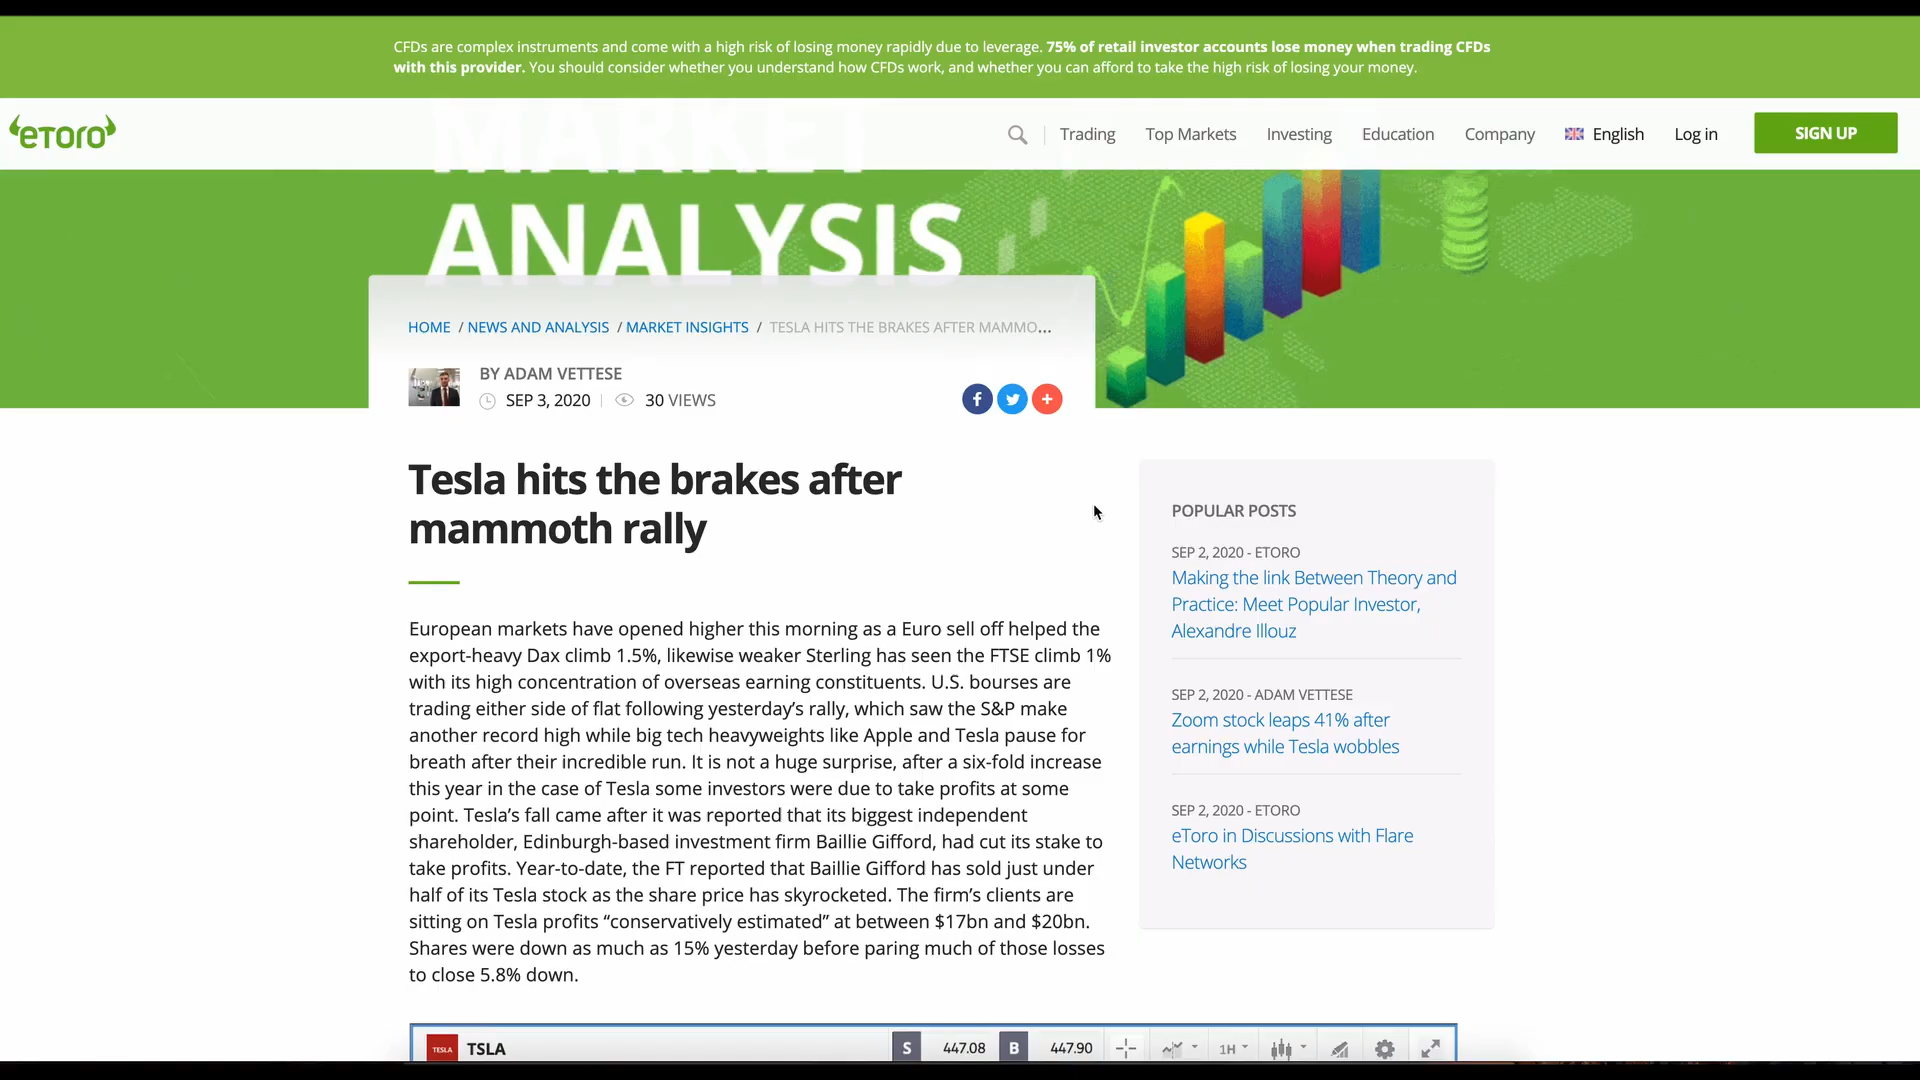 CFDs are complex instruments and come with a high risk of losing money rapidly due to leverage. 75% of retail investor accounts lose money when trading CFDs
with this provider. You should consider whether you understand how CFDs work, and whether you can afford to take the high risk of losing your money.
eToro
Trading Top Markets Investing Education Company English Log in SIGN UP
MARKET
ANALYSIS
HOME / NEWS AND ANALYSIS / MARKET INSIGHTS / TESLA HITS THE BRAKES AFTER MAMMO...
BY ADAM VETTESE
SEP 3, 2020 | 30 VIEWS
Tesla hits the brakes after
mammoth rally
European markets have opened higher this morning as a Euro sell off helped the
export-heavy Dax climb 1.5%, likewise weaker Sterling has seen the FTSE climb 1%
with its high concentration of overseas earning constituents. U.S. bourses are
trading either side of flat following yesterday’s rally, which saw the S&P make
another record high while big tech heavyweights like Apple and Tesla pause for
breath after their incredible run. It is not a huge surprise, after a six-fold increase
this year in the case of Tesla some investors were due to take profits at some
point. Tesla’s fall came after it was reported that its biggest independent
shareholder, Edinburgh-based investment firm Baillie Gifford, had cut its stake to
take profits. Year-to-date, the FT reported that Baillie Gifford has sold just under
half of its Tesla stock as the share price has skyrocketed. The firm’s clients are
sitting on Tesla profits “conservatively estimated” at between $17bn and $20bn.
Shares were down as much as 15% yesterday before paring much of those losses
to close 5.8% down.
POPULAR POSTS
SEP 2, 2020 - ETORO
Making the link Between Theory and
Practice: Meet Popular Investor,
Alexandre Illouz
SEP 2, 2020 - ADAM VETTESE
Zoom stock leaps 41% after
earnings while Tesla wobbles
SEP 2, 2020 - ETORO
eToro in Discussions with Flare
Networks
TESLA TSLA S 447.08 B 447.90 1H